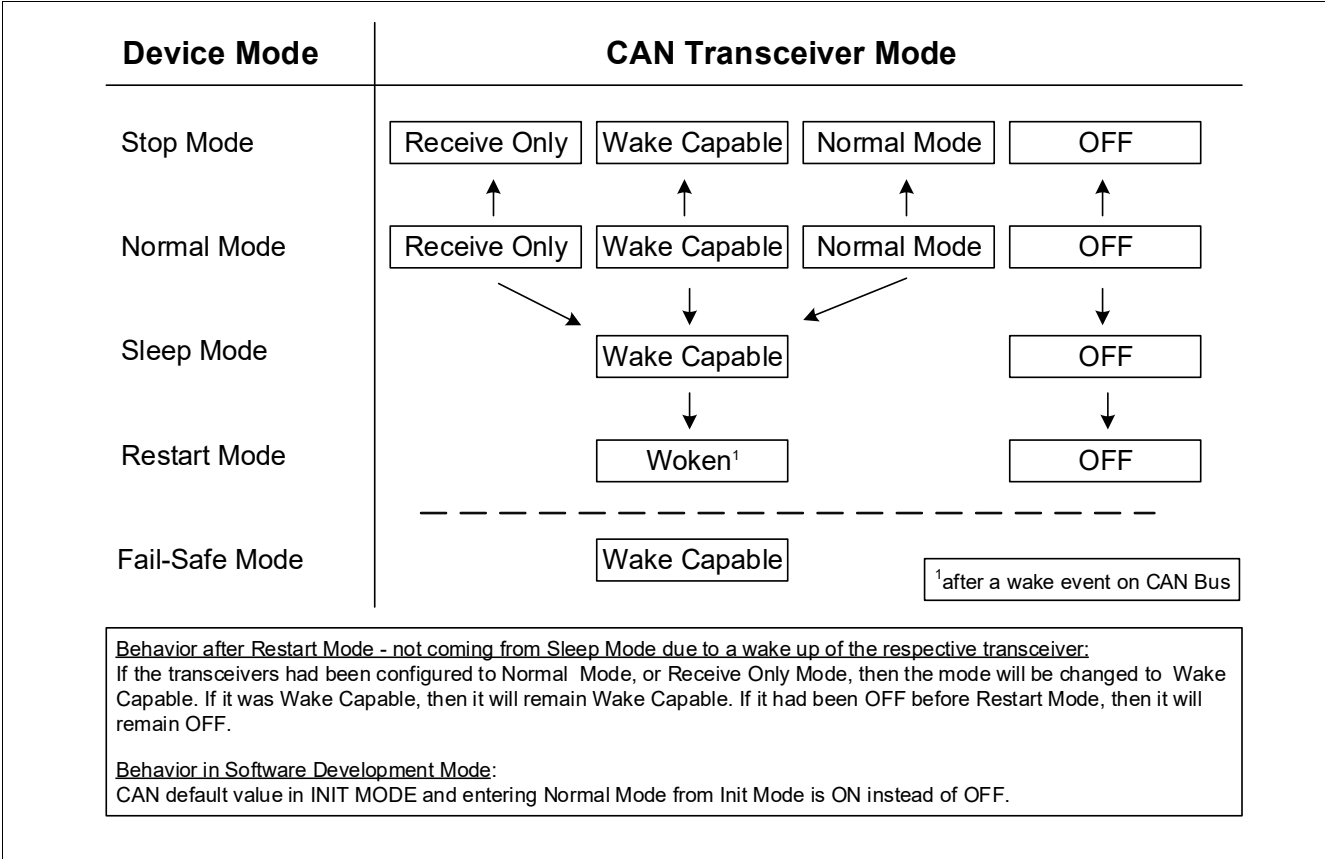 Device Mode CAN Transceiver Mode
Stop Mode Receive Only Wake Capable Normal Mode OFF
Normal Mode Receive Only Wake Capable Normal Mode OFF
Sleep Mode Wake Capable OFF
Restart Mode Woken¹ OFF
Fail-Safe Mode Wake Capable
¹after a wake event on CAN Bus
Behavior after Restart Mode - not coming from Sleep Mode due to a wake up of the respective transceiver:
If the transceivers had been configured to Normal Mode, or Receive Only Mode, then the mode will be changed to Wake
Capable. If it was Wake Capable, then it will remain Wake Capable. If it had been OFF before Restart Mode, then it will
remain OFF.
Behavior in Software Development Mode:
CAN default value in INIT MODE and entering Normal Mode from Init Mode is ON instead of OFF.